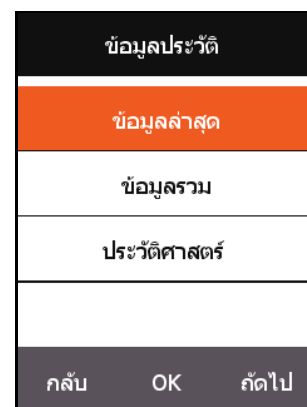 ข้อมูลประวัติ
ข้อมูลล่าสุด
ข้อมูลรวม
ประวัติศาสตร์
กลับ OK ถัดไป